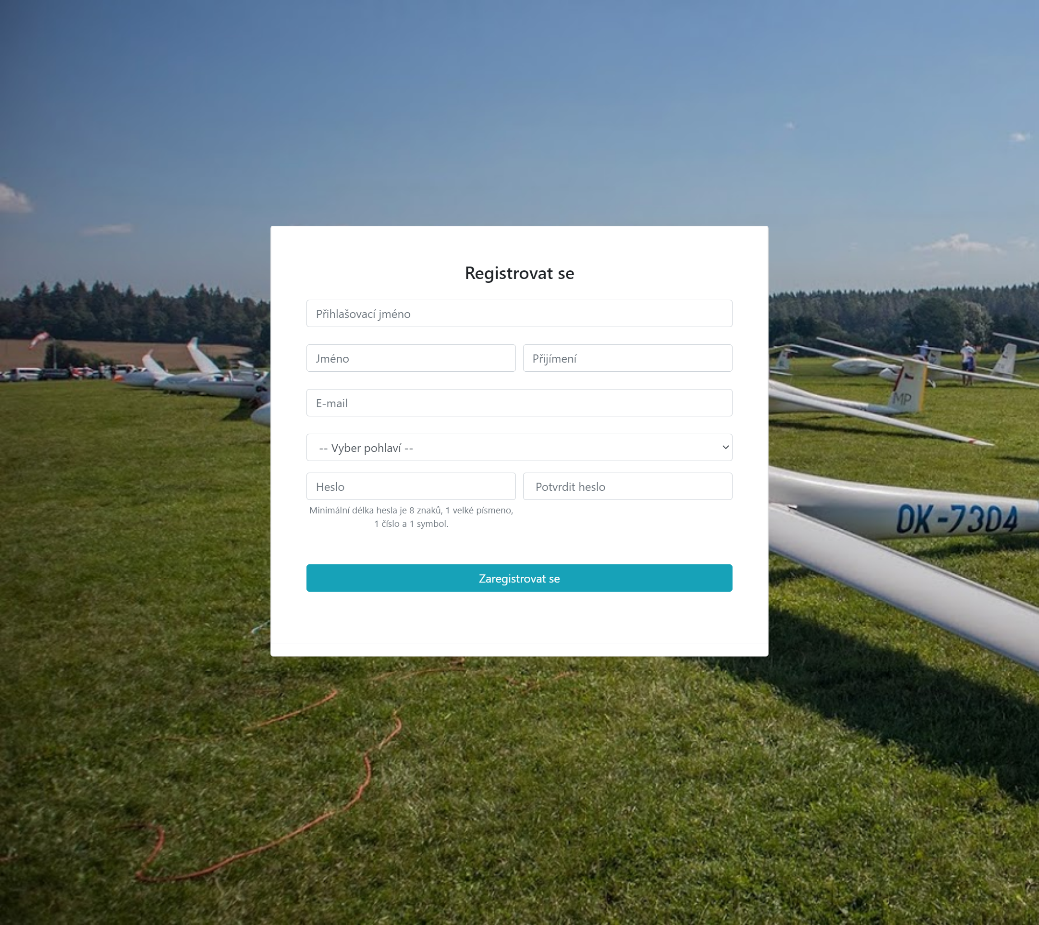 Registrovat se
Přihlašovací jméno
Jméno
Přijímení
E-mail
-- Vyber pohlaví --
Heslo
Potvrdit heslo
Minimální délka hesla je 8 znaků, 1 velké písmeno,
1 číslo a 1 symbol.
Zaregistrovat se
MP
OK-7304